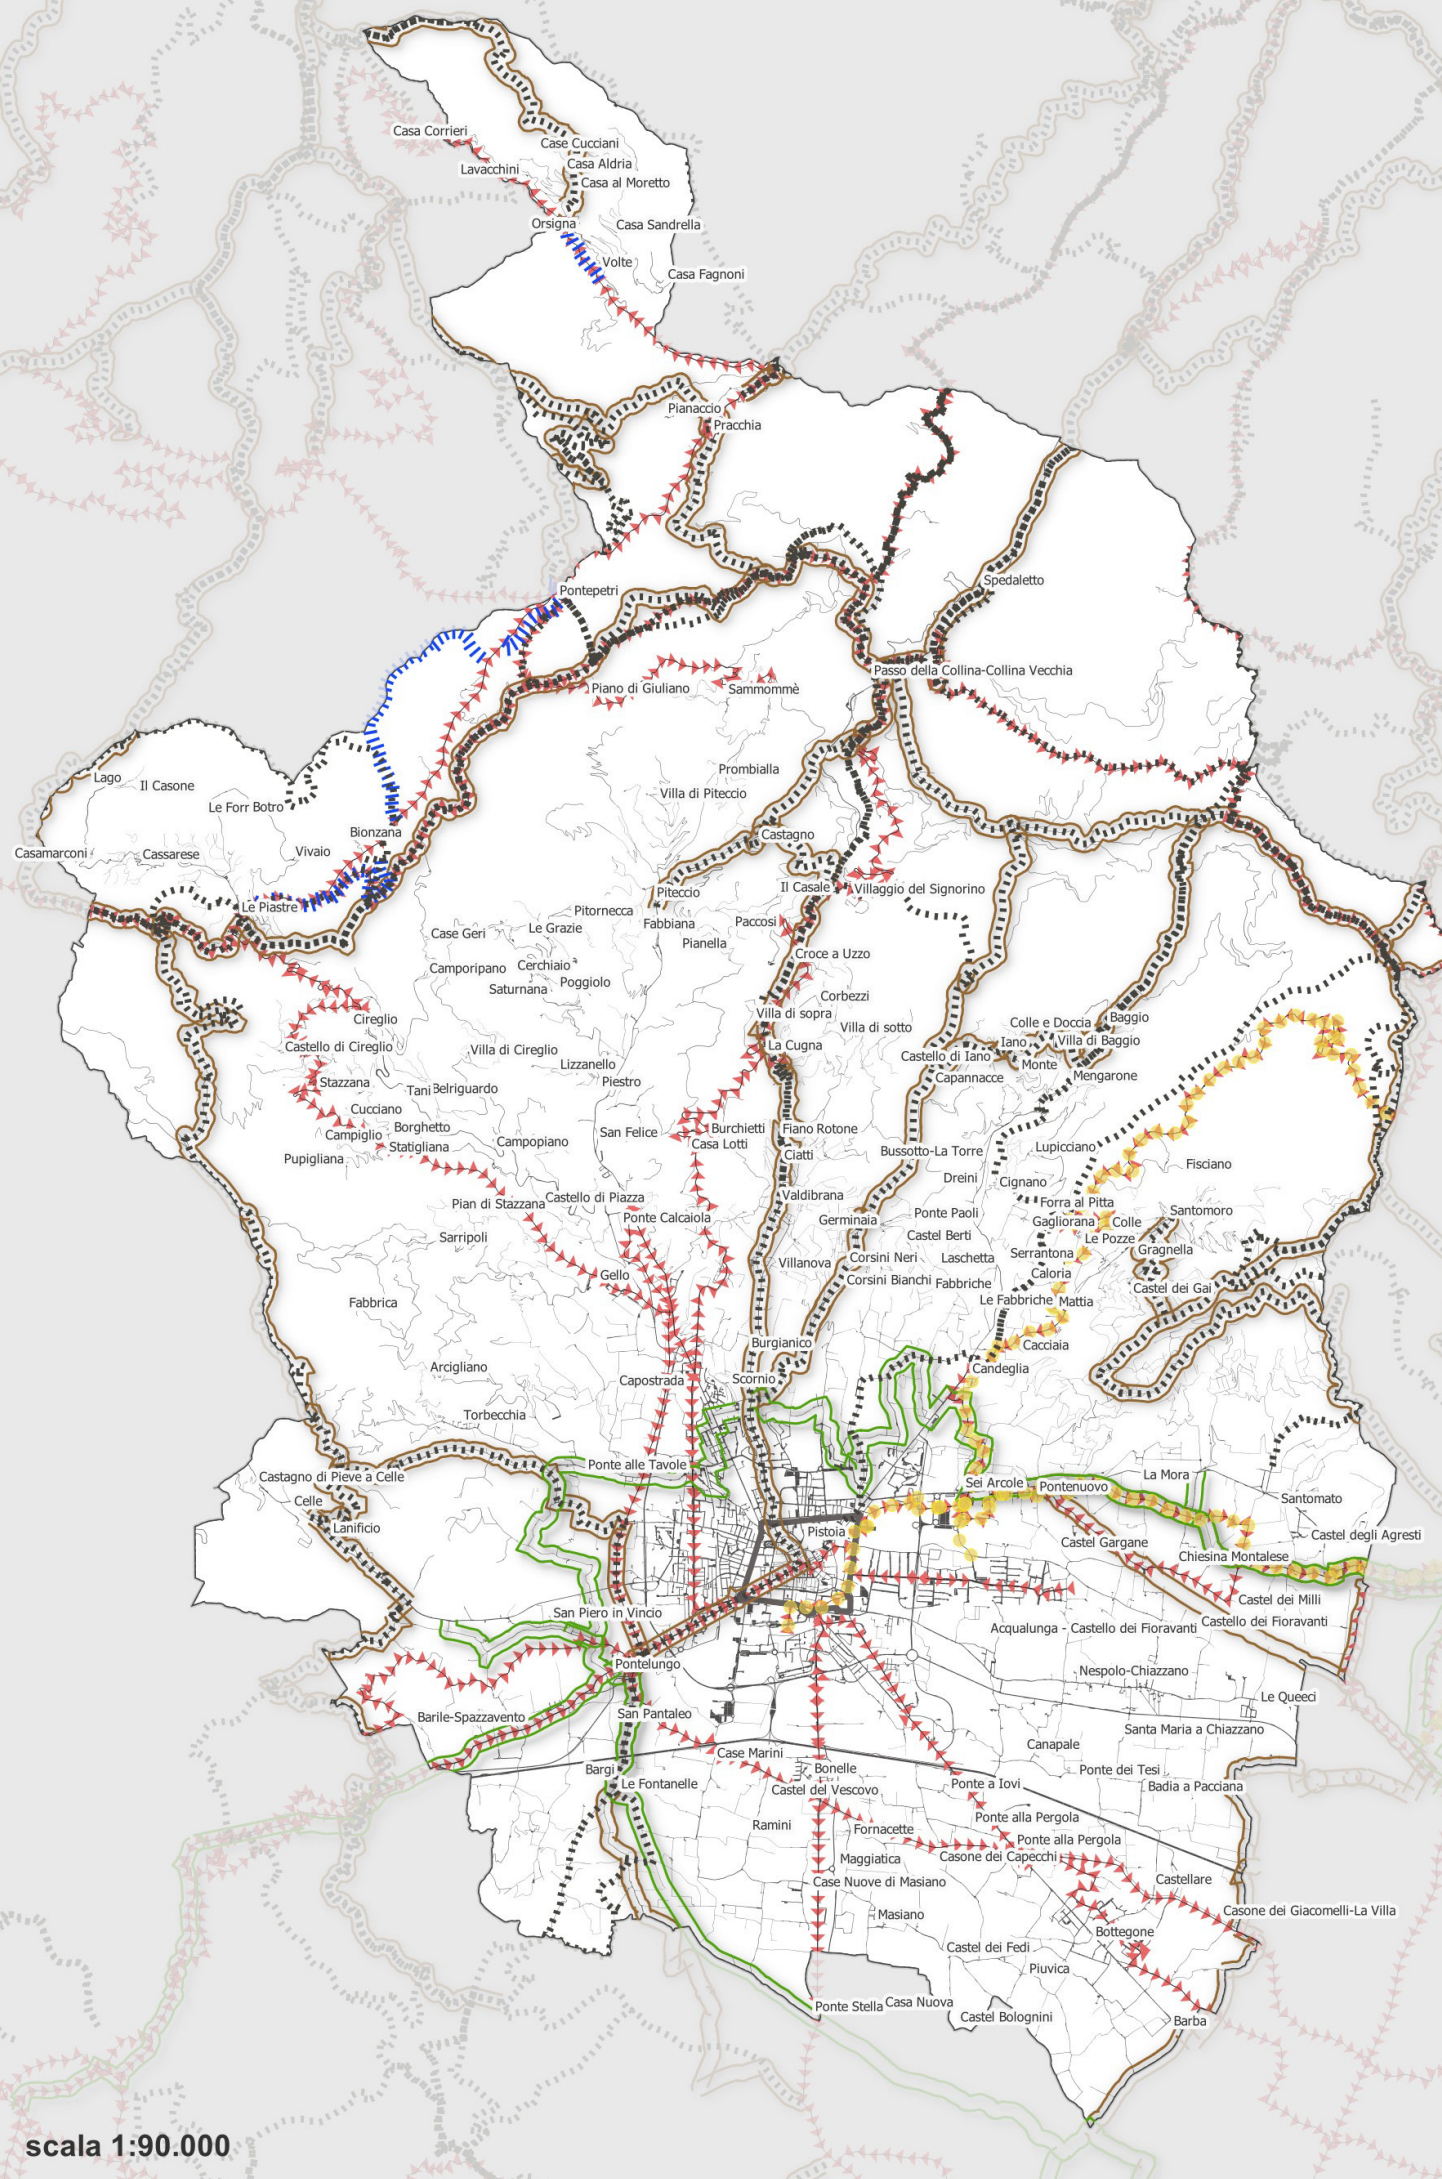 Casa Corrieri
Case Cucciani
Casa Aldria
Lavacchini
Casa al Moretto
Orsigna
Casa Sandrella
Volte
Casa Fagnoni
Pianaccio
Pracchia
Spedaletto
Pontepetri
Passo della Collina-Collina Vecchia
Piano di Giuliano
Sammommè
Prombialla
Lago
Il Casone
Villa di Piteccio
Le Forr Botro
Bionzana
Castagno
Casamarconi
Cassarese
Vivaio
Il Casale
Villaggio del Signorino
Piteccio
Le Piastre
Pitornecca
Fabbiana
Paccosi
Case Geri
Le Grazie
Pianella
Croce a Uzzo
Camporipano
Cerchiaio
Saturnana
Poggiolo
Corbezzi
Villa di sopra
Cireglio
Villa di sotto
Colle e Doccia
Baggio
Castello di Cireglio
Villa di Cireglio
La Cugna
Iano
Villa di Baggio
Castello di Iano
Lizzanello
Monte
Stazzana
Tani
Belriguardo
Piestro
Capannacce
Mengarone
Cucciano
Borghetto
Campiglio
Statigliana
Campopiano
San Felice
Burchietti
Fiano Rotone
Casa Lotti
Pupigliana
Ciatti
Bussotto-La Torre
Lupicciano
Fisciano
Dreini
Cignano
Pian di Stazzana
Castello di Piazza
Valdibrana
Forra al Pitta
Ponte Calcaiola
Germinaia
Ponte Paoli
Santomoro
Gagliorana
Colle
Sarripoli
Castel Berti
Le Pozze
Serrantona
Gragnella
Villanova
Corsini Neri
Laschetta
Gello
Corsini Bianchi
Fabbriche
Caloria
Castel dei Gai
Fabbrica
Le Fabbriche
Mattia
Burgianico
Cacciaia
Arcigliano
Capostrada
Scornio
Candeglia
Torbecchia
Ponte alle Tavole
Castagno di Pieve a Celle
Sei Arcole
Pontenuovo
La Mora
Celle
Santomato
Lanificio
Pistoia
Castel Gargane
Castel degli Agresti
Chiesina Montalese
San Piero in Vincio
Castel dei Milli
Acqualunga - Castello dei Fioravanti
Castello dei Fioravanti
Pontelungo
Nespolo-Chiazzano
Le Queeci
Barile-Spazzavento
San Pantaleo
Santa Maria a Chiazzano
Canapale
Case Marini
Bargi
Bonelle
Ponte dei Tesi
Le Fontanelle
Castel del Vescovo
Ponte a Iovi
Badia a Pacciana
Ramini
Fornacette
Ponte alla Pergola
Ponte alla Pergola
Maggiatica
Casone dei Capecchi
Case Nuove di Masiano
Castellare
Masiano
Casone dei Giacomelli-La Villa
Bottegone
Castel dei Fedi
Piuvica
Ponte Stella
Casa Nuova
Castel Bolognini
Barba
scala 1:90.000